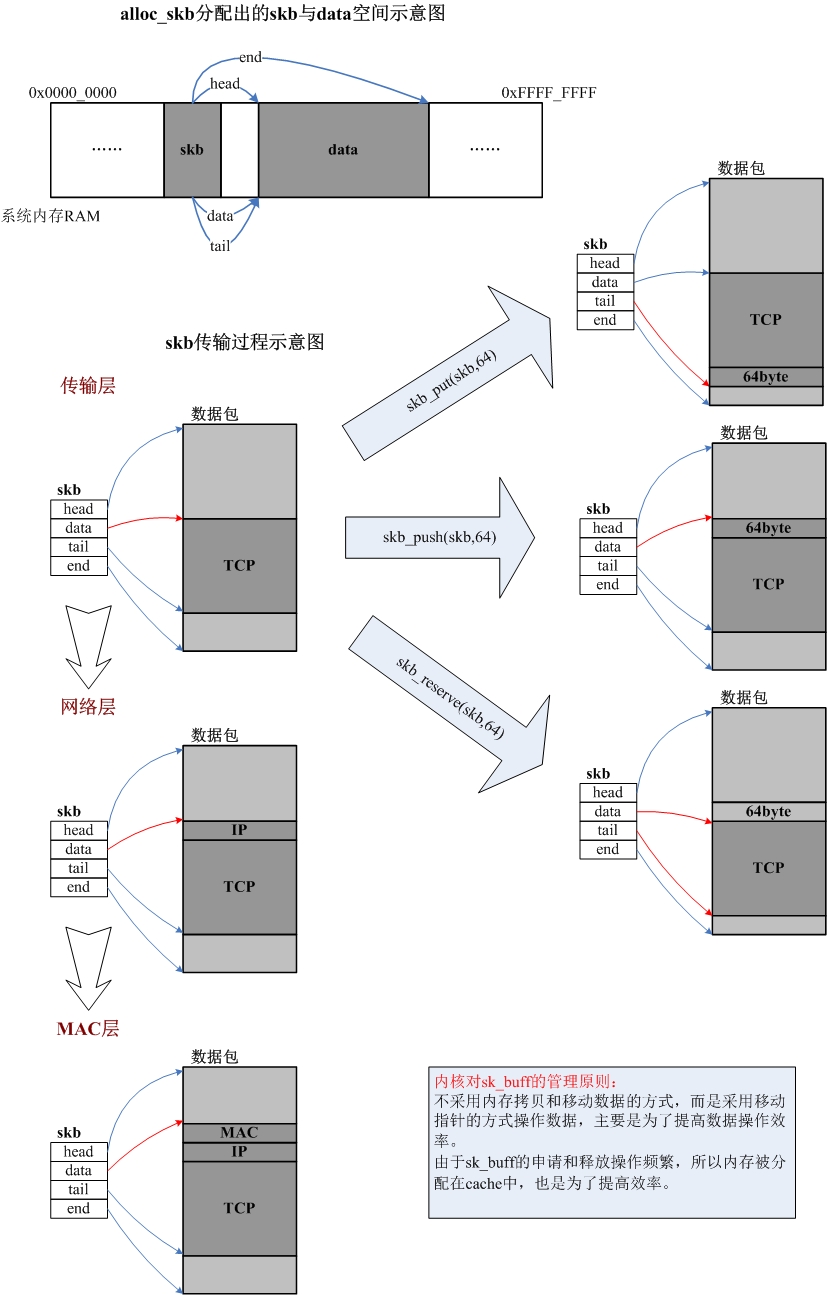 alloc_skb分配出的skb与data空间示意图
end
head
0x0000_0000
0xFFFF_FFFF
……
skb
data
……
系统内存RAM
data
tail
数据包
skb
head
data
tail
end
TCP
64byte
skb传输过程示意图
skb_put(skb,64)
传输层
数据包
skb
head
data
tail
end
TCP
skb_push(skb,64)
数据包
skb
head
data
tail
end
64byte
TCP
skb_reserve(skb,64)
网络层
数据包
skb
head
data
tail
end
64byte
TCP
数据包
skb
head
data
tail
end
IP
TCP
MAC层
数据包
skb
head
data
tail
end
MAC
IP
TCP
内核对sk_buff的管理原则：
不采用内存拷贝和移动数据的方式，而是采用移动
指针的方式操作数据，主要是为了提高数据操作效
率。
由于sk_buff的申请和释放操作频繁，所以内存被分
配在cache中，也是为了提高效率。